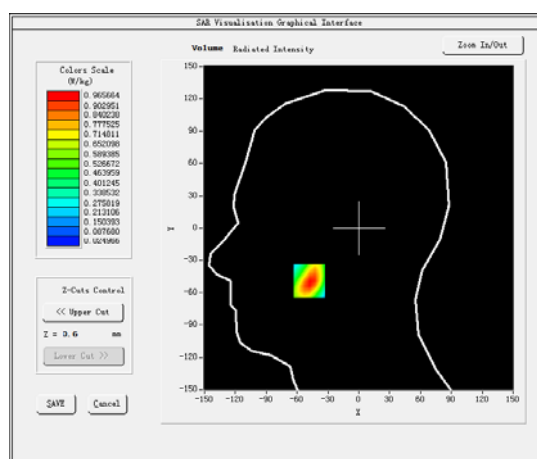 SAR Visualisation Graphical Interface
Volume Radiated Intensity
Zoom In/Out
Colors Scale
(W/kg)
0.965664
0.902951
0.840238
0.777525
0.714811
0.652098
0.589385
0.526672
0.463959
0.401245
0.338532
0.275819
0.213106
0.150393
0.087680
0.024966
Z-Cuts Control
<< Upper Cut
Z = 3.6 mm
Lower Cut >>
SAVE Cancel
150
120
90
60
30
Y 0
-30
-60
-90
-120
-150
-150 -120 -90 -60 -30 0 30 60 90 120 150
X